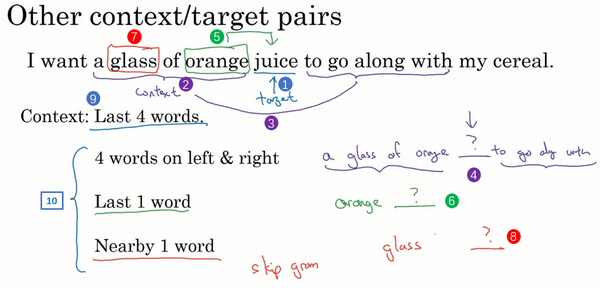 Other context/target pairs
7 5
I want a glass of orange juice to go along with my cereal.
context 2 1
target
9 3
Context: Last 4 words.
4 words on left & right a glass of orange ? to go alg with
4
10 Last 1 word orange ? 6
Nearby 1 word glass ? 8
skip gram